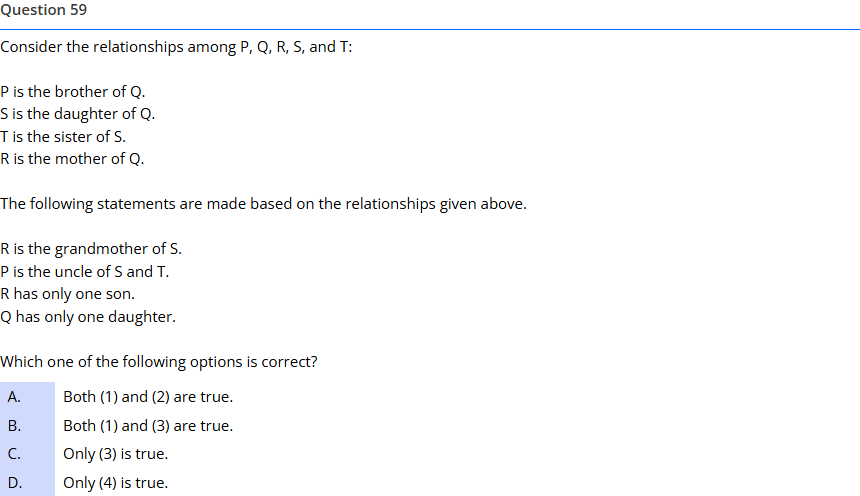 Question 59
Consider the relationships among P, Q, R, S, and T:
P is the brother of Q.
S is the daughter of Q.
T is the sister of S.
R is the mother of Q.
The following statements are made based on the relationships given above.
R is the grandmother of S.
P is the uncle of S and T.
R has only one son.
Q has only one daughter.
Which one of the following options is correct?
A. Both (1) and (2) are true.
B. Both (1) and (3) are true.
C. Only (3) is true.
D. Only (4) is true.